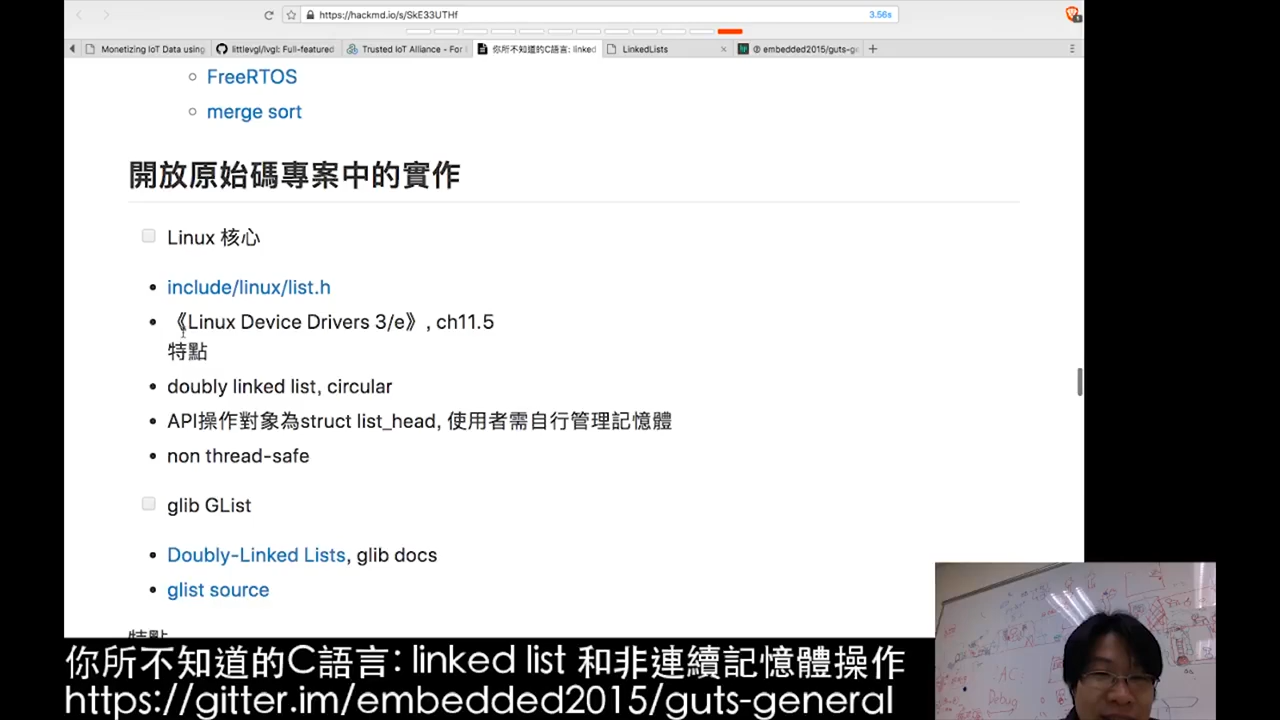 https://hackmd.io/s/SkE33UTHf
3.56s
Monetizing IoT Data using
littlevgl/lvgl: Full-featured
Trusted IoT Alliance - For
你所不知道的C語言: linked
LinkedLists
embedded2015/guts-ge
FreeRTOS
merge sort
開放原始碼專案中的實作
Linux 核心
include/linux/list.h
《Linux Device Drivers 3/e》, ch11.5
特點
doubly linked list, circular
API操作對象為struct list_head, 使用者需自行管理記憶體
non thread-safe
glib GList
Doubly-Linked Lists, glib docs
glist source
特點
AC
Debug
你所不知道的C語言: linked list 和非連續記憶體操作
https://gitter.im/embedded2015/guts-general